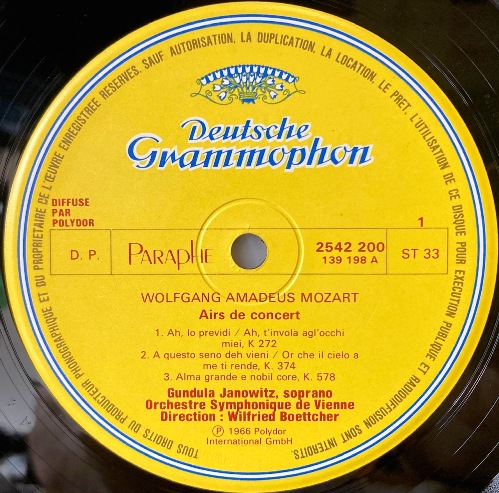 TOUS DROITS DU PRODUCTEUR PHONOGRAPHIQUE ET DU PROPRIETAIRE DE L'ŒUVRE ENREGISTREE RESERVES. SAUF AUTORISATION, LA DUPLICATION, LA LOCATION, LE PRET, L'UTILISATION DE CE DISQUE POUR EXECUTION PUBLIQUE ET RADIODIFFUSION SONT INTERDITS.
Deutsche
Grammophon
DIFFUSE
PAR
POLYDOR
1
D. P.
PARAPHE
2542 200
139 198 A
ST 33
WOLFGANG AMADEUS MOZART
Airs de concert
1. Ah, lo previdi / Ah, t'invola agl'occhi
miei, K 272
2. A questo seno deh vieni / Or che il cielo a
me ti rende, K. 374
3. Alma grande e nobil core, K. 578
Gundula Janowitz, soprano
Orchestre Symphonique de Vienne
Direction : Wilfried Boettcher
Ⓟ 1966 Polydor
International GmbH